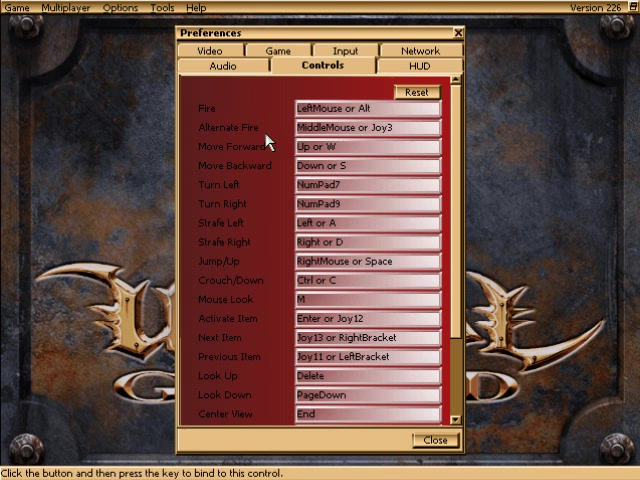 Game Multiplayer Options Tools Help Version 226
Preferences
Video Game Input Network
Audio Controls HUD
Reset
Fire LeftMouse or Alt
Alternate Fire MiddleMouse or Joy3
Move Forward Up or W
Move Backward Down or S
Turn Left NumPad7
Turn Right NumPad9
Strafe Left Left or A
Strafe Right Right or D
Jump/Up RightMouse or Space
Crouch/Down Ctrl or C
Mouse Look M
Activate Item Enter or Joy12
Next Item Joy13 or RightBracket
Previous Item Joy11 or LeftBracket
Look Up Delete
Look Down PageDown
Center View End
Close
Click the button and then press the key to bind to this control.